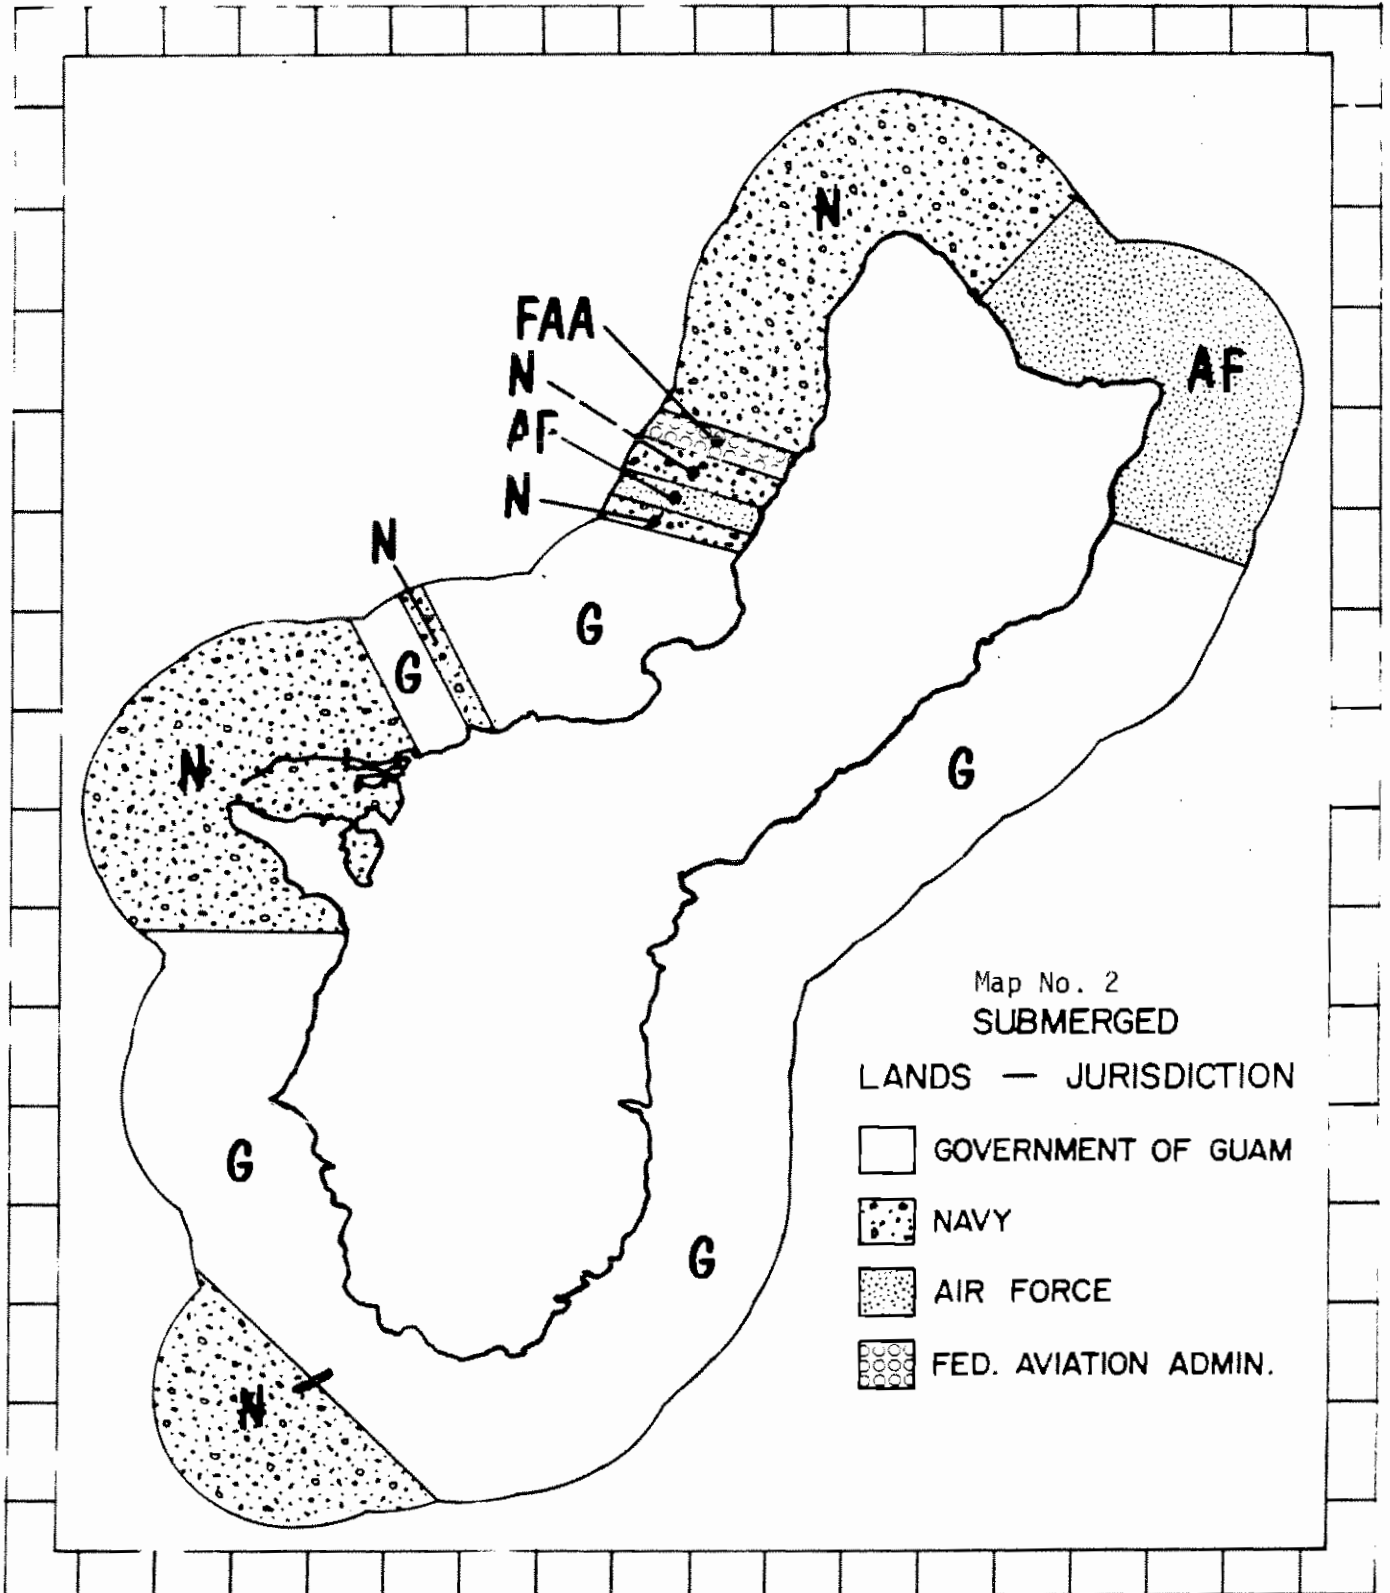 N
FAA
N
AF
AF
N
N
G
G
N
G
Map No. 2
SUBMERGED
LANDS — JURISDICTION
GOVERNMENT OF GUAM
G
NAVY
G
AIR FORCE
FED. AVIATION ADMIN.
N